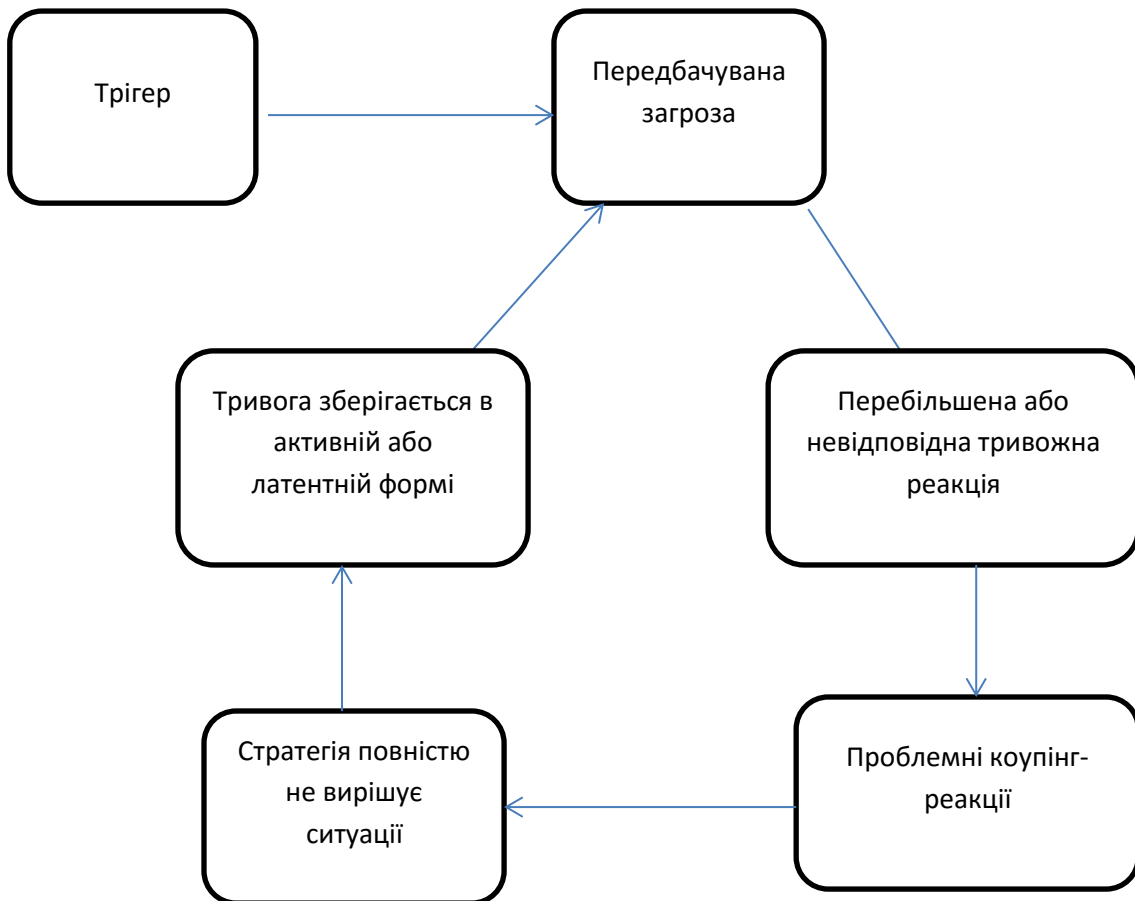 Трігер
Передбачувана
загроза
Тривога зберігається в
активній або
латентній формі
Перебільшена або
невідповідна тривожна
реакція
Стратегія повністю
не вирішує
ситуації
Проблемні коупінг-
реакції